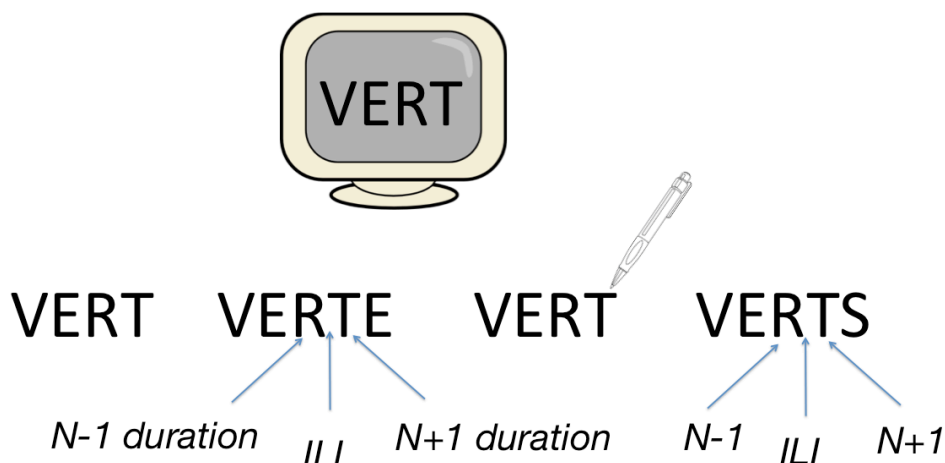 VERT
VERT VERTE VERT VERTS
N-1 duration ILI N+1 duration N-1 ILI N+1